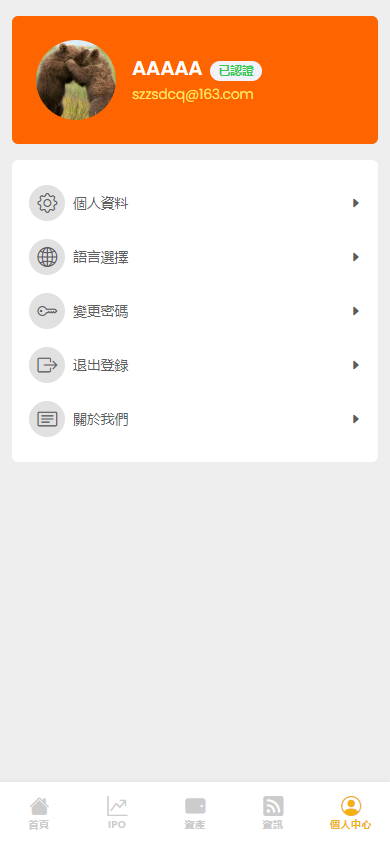 AAAAA 已認證
szzsdcq@163.com
個人資料
語言選擇
變更密碼
退出登錄
關於我們
首頁 IPO 資產 資訊 個人中心